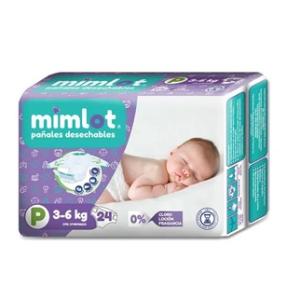 mimlot
pañales desechables
P
3-6 kg
24
0%
CLORO
LOCIÓN
FRAGANCIA